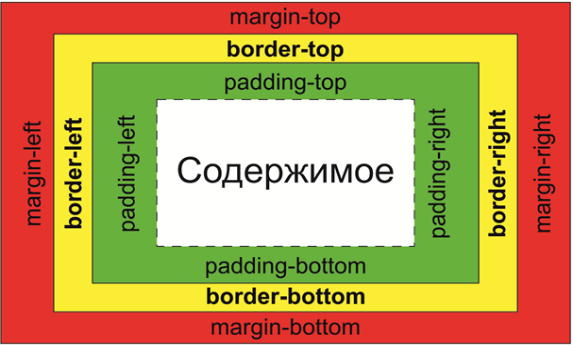 margin-top
border-top
padding-top
margin-left
border-left
padding-left
Содержимое
padding-right
border-right
margin-right
padding-bottom
border-bottom
margin-bottom